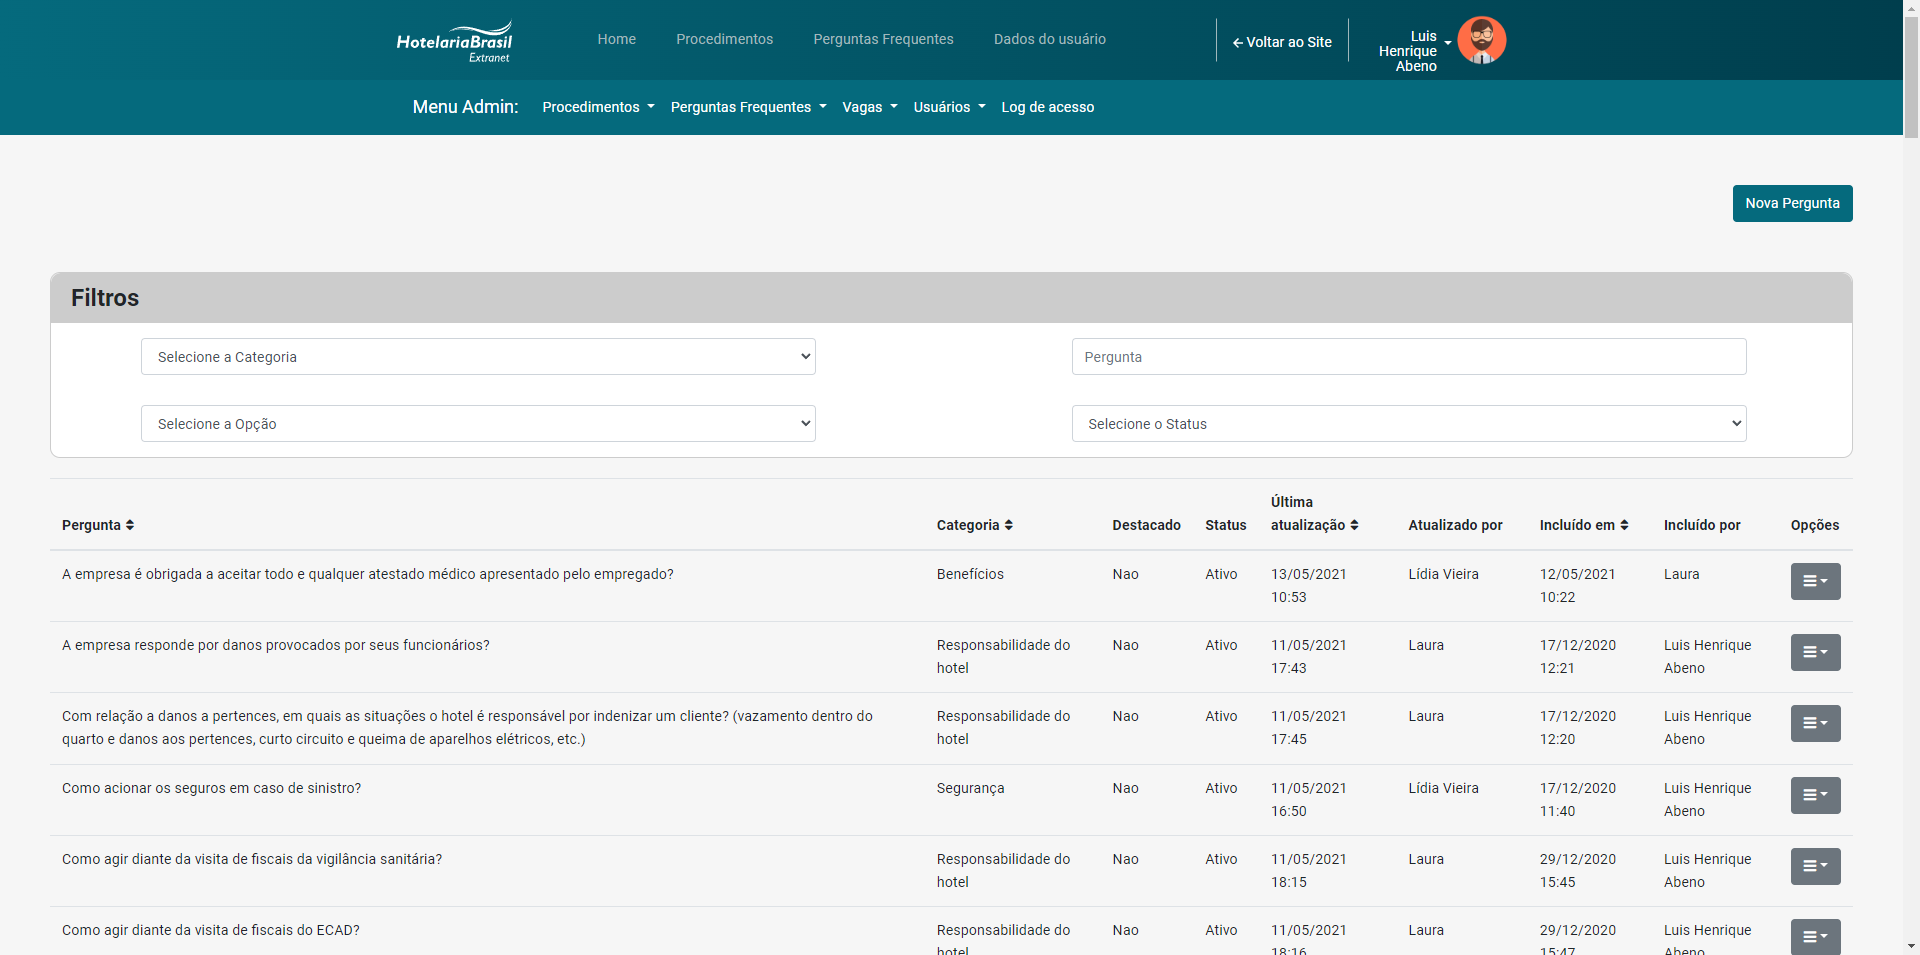 HotelariaBrasil
Extranet
Home
Procedimentos
Perguntas Frequentes
Dados do usuário
Voltar ao Site
Luis
Henrique
Abeno
Menu Admin:
Procedimentos
Perguntas Frequentes
Vagas
Usuários
Log de acesso
Nova Pergunta
Filtros
Selecione a Categoria
Pergunta
Selecione a Opção
Selecione o Status
Pergunta
Categoria
Destacado
Status
Última
atualização
Atualizado por
Incluído em
Incluído por
Opções
A empresa é obrigada a aceitar todo e qualquer atestado médico apresentado pelo empregado?
Benefícios
Nao
Ativo
13/05/2021
10:53
Lídia Vieira
12/05/2021
10:22
Laura
A empresa responde por danos provocados por seus funcionários?
Responsabilidade do
hotel
Nao
Ativo
11/05/2021
17:43
Laura
17/12/2020
12:21
Luis Henrique
Abeno
Com relação a danos a pertences, em quais as situações o hotel é responsável por indenizar um cliente? (vazamento dentro do
quarto e danos aos pertences, curto circuito e queima de aparelhos elétricos, etc.)
Responsabilidade do
hotel
Nao
Ativo
11/05/2021
17:45
Laura
17/12/2020
12:20
Luis Henrique
Abeno
Como acionar os seguros em caso de sinistro?
Segurança
Nao
Ativo
11/05/2021
16:50
Lídia Vieira
17/12/2020
11:40
Luis Henrique
Abeno
Como agir diante da visita de fiscais da vigilância sanitária?
Responsabilidade do
hotel
Nao
Ativo
11/05/2021
18:15
Laura
29/12/2020
15:45
Luis Henrique
Abeno
Como agir diante da visita de fiscais do ECAD?
Responsabilidade do
hotel
Nao
Ativo
11/05/2021
18:16
Laura
29/12/2020
15:47
Luis Henrique
Abeno